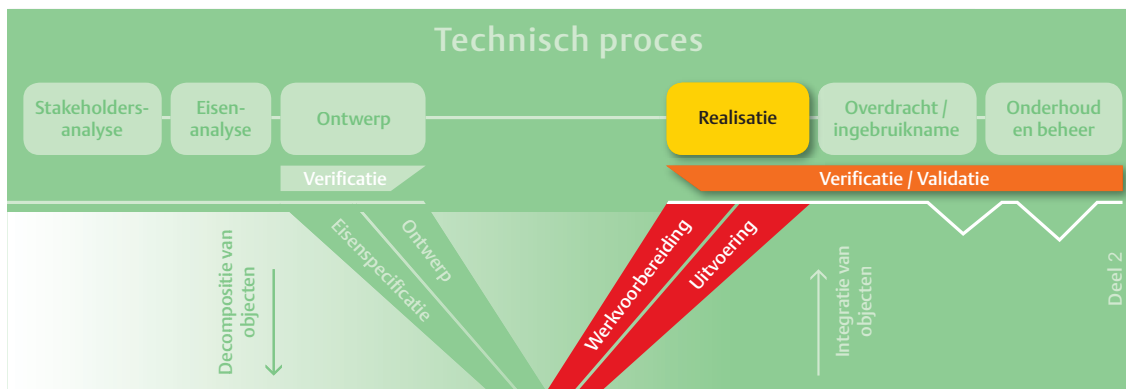 Technisch proces
Stakeholders-
analyse
Eisen-
analyse
Ontwerp
Realisatie
Overdracht /
ingebruikname
Onderhoud
en beheer
Verificatie
Verificatie / Validatie
Decompositie van
objecten
Eisenspecificatie
Ontwerp
Werkvoorbereiding
Uitvoering
Integratie van
objecten
Deel 2